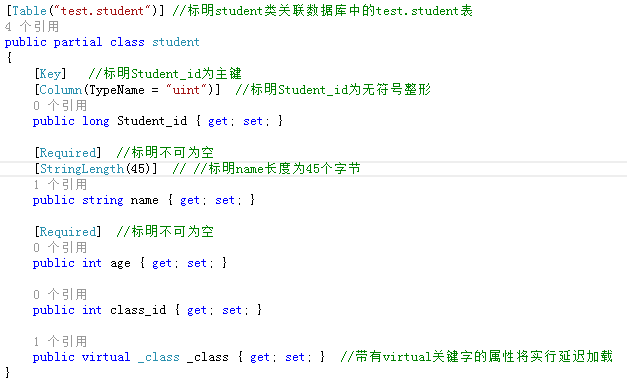 [Table("test.student")] //标明student类关联数据库中的test.student表
4 个引用
public partial class student
{
[Key] //标明Student_id为主键
[Column(TypeName = "uint")] //标明Student_id为无符号整形
0 个引用
public long Student_id { get; set; }
[Required] //标明不可为空
[StringLength(45)] // //标明name长度为45个字节
1 个引用
public string name { get; set; }
[Required] //标明不可为空
0 个引用
public int age { get; set; }
0 个引用
public int class_id { get; set; }
1 个引用
public virtual _class _class { get; set; } //带有virtual关键字的属性将实行延迟加载
}